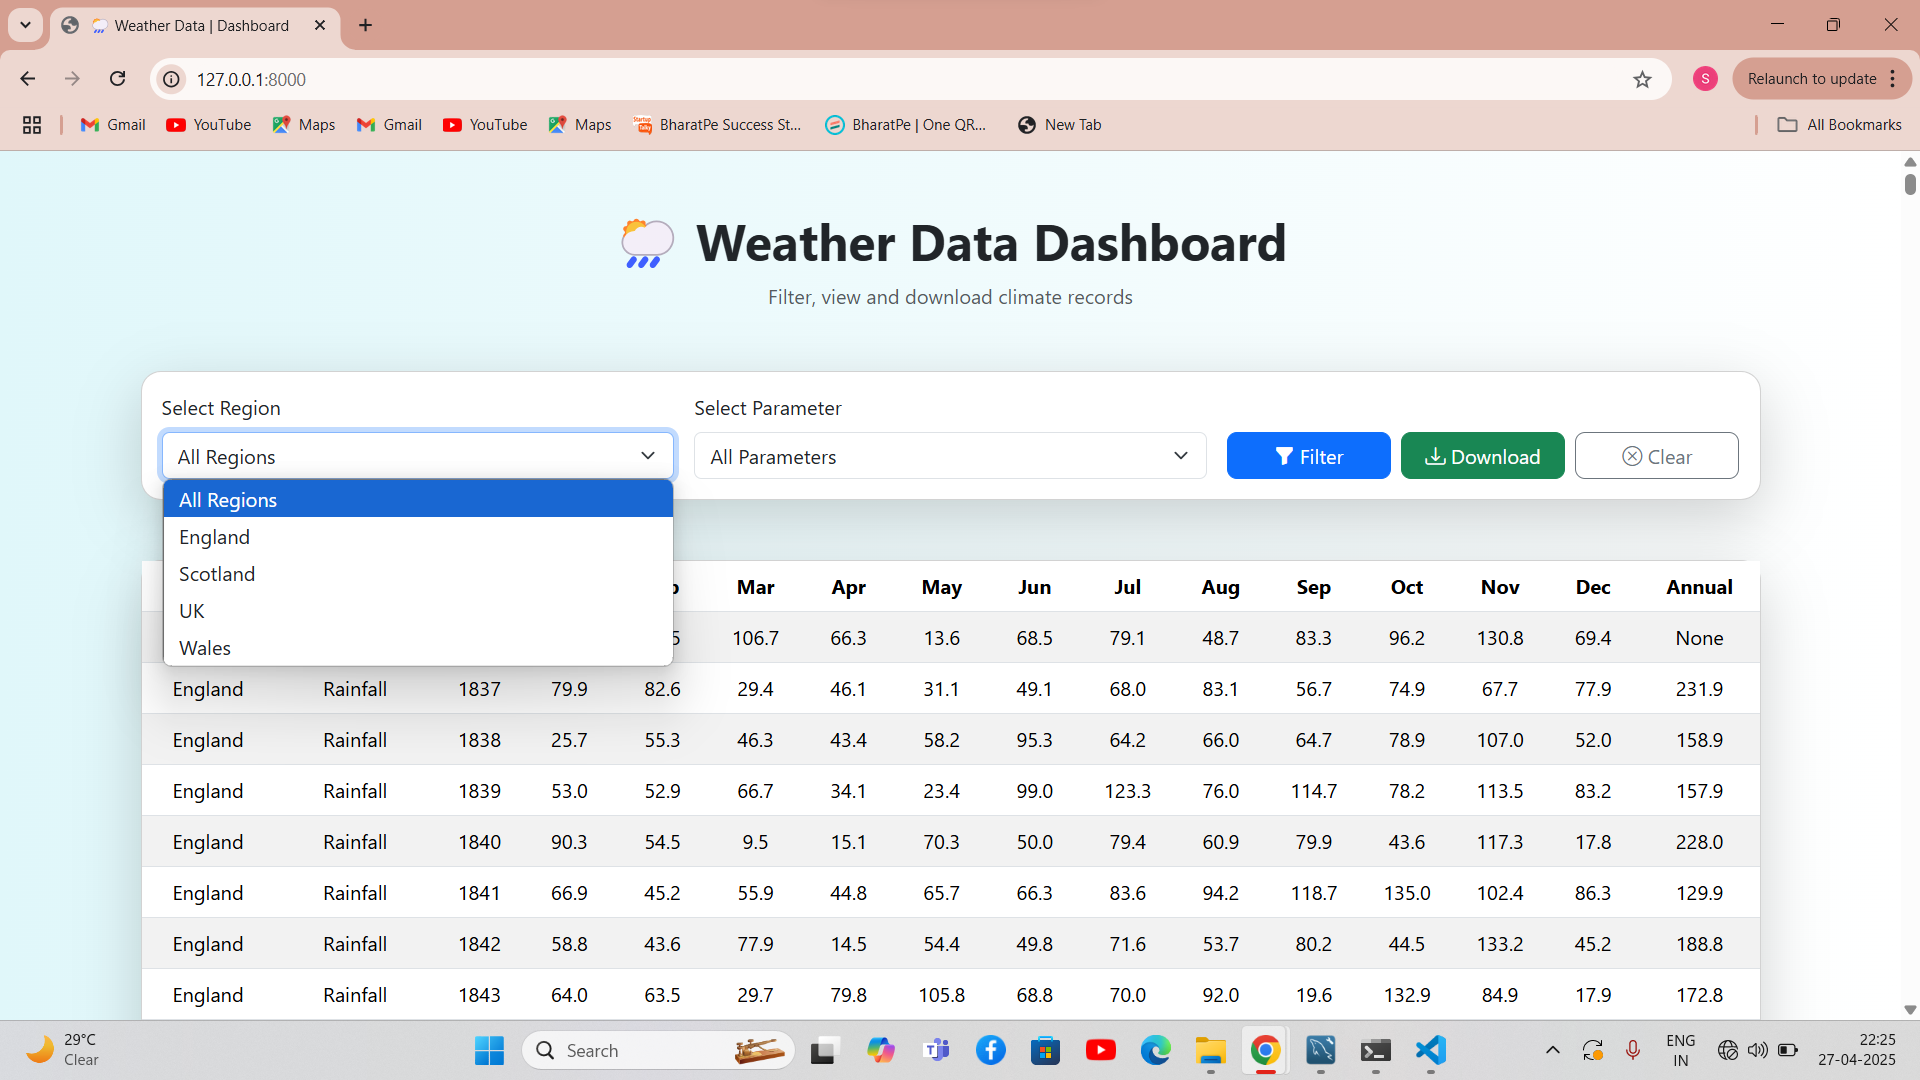 Weather Data | Dashboard
127.0.0.1:8000
S
Relaunch to update
Gmail YouTube Maps Gmail YouTube Maps BharatPe Success St... BharatPe | One QR... New Tab All Bookmarks
Weather Data Dashboard
Filter, view and download climate records
Select Region Select Parameter
All Regions All Parameters Filter Download Clear
All Regions
England
Scotland
UK
Wales
Mar Apr May Jun Jul Aug Sep Oct Nov Dec Annual
106.7 66.3 13.6 68.5 79.1 48.7 83.3 96.2 130.8 69.4 None
England Rainfall 1837 79.9 82.6 29.4 46.1 31.1 49.1 68.0 83.1 56.7 74.9 67.7 77.9 231.9
England Rainfall 1838 25.7 55.3 46.3 43.4 58.2 95.3 64.2 66.0 64.7 78.9 107.0 52.0 158.9
England Rainfall 1839 53.0 52.9 66.7 34.1 23.4 99.0 123.3 76.0 114.7 78.2 113.5 83.2 157.9
England Rainfall 1840 90.3 54.5 9.5 15.1 70.3 50.0 79.4 60.9 79.9 43.6 117.3 17.8 228.0
England Rainfall 1841 66.9 45.2 55.9 44.8 65.7 66.3 83.6 94.2 118.7 135.0 102.4 86.3 129.9
England Rainfall 1842 58.8 43.6 77.9 14.5 54.4 49.8 71.6 53.7 80.2 44.5 133.2 45.2 188.8
England Rainfall 1843 64.0 63.5 29.7 79.8 105.8 68.8 70.0 92.0 19.6 132.9 84.9 17.9 172.8
29°C
Clear
Search
ENG
IN
22:25
27-04-2025